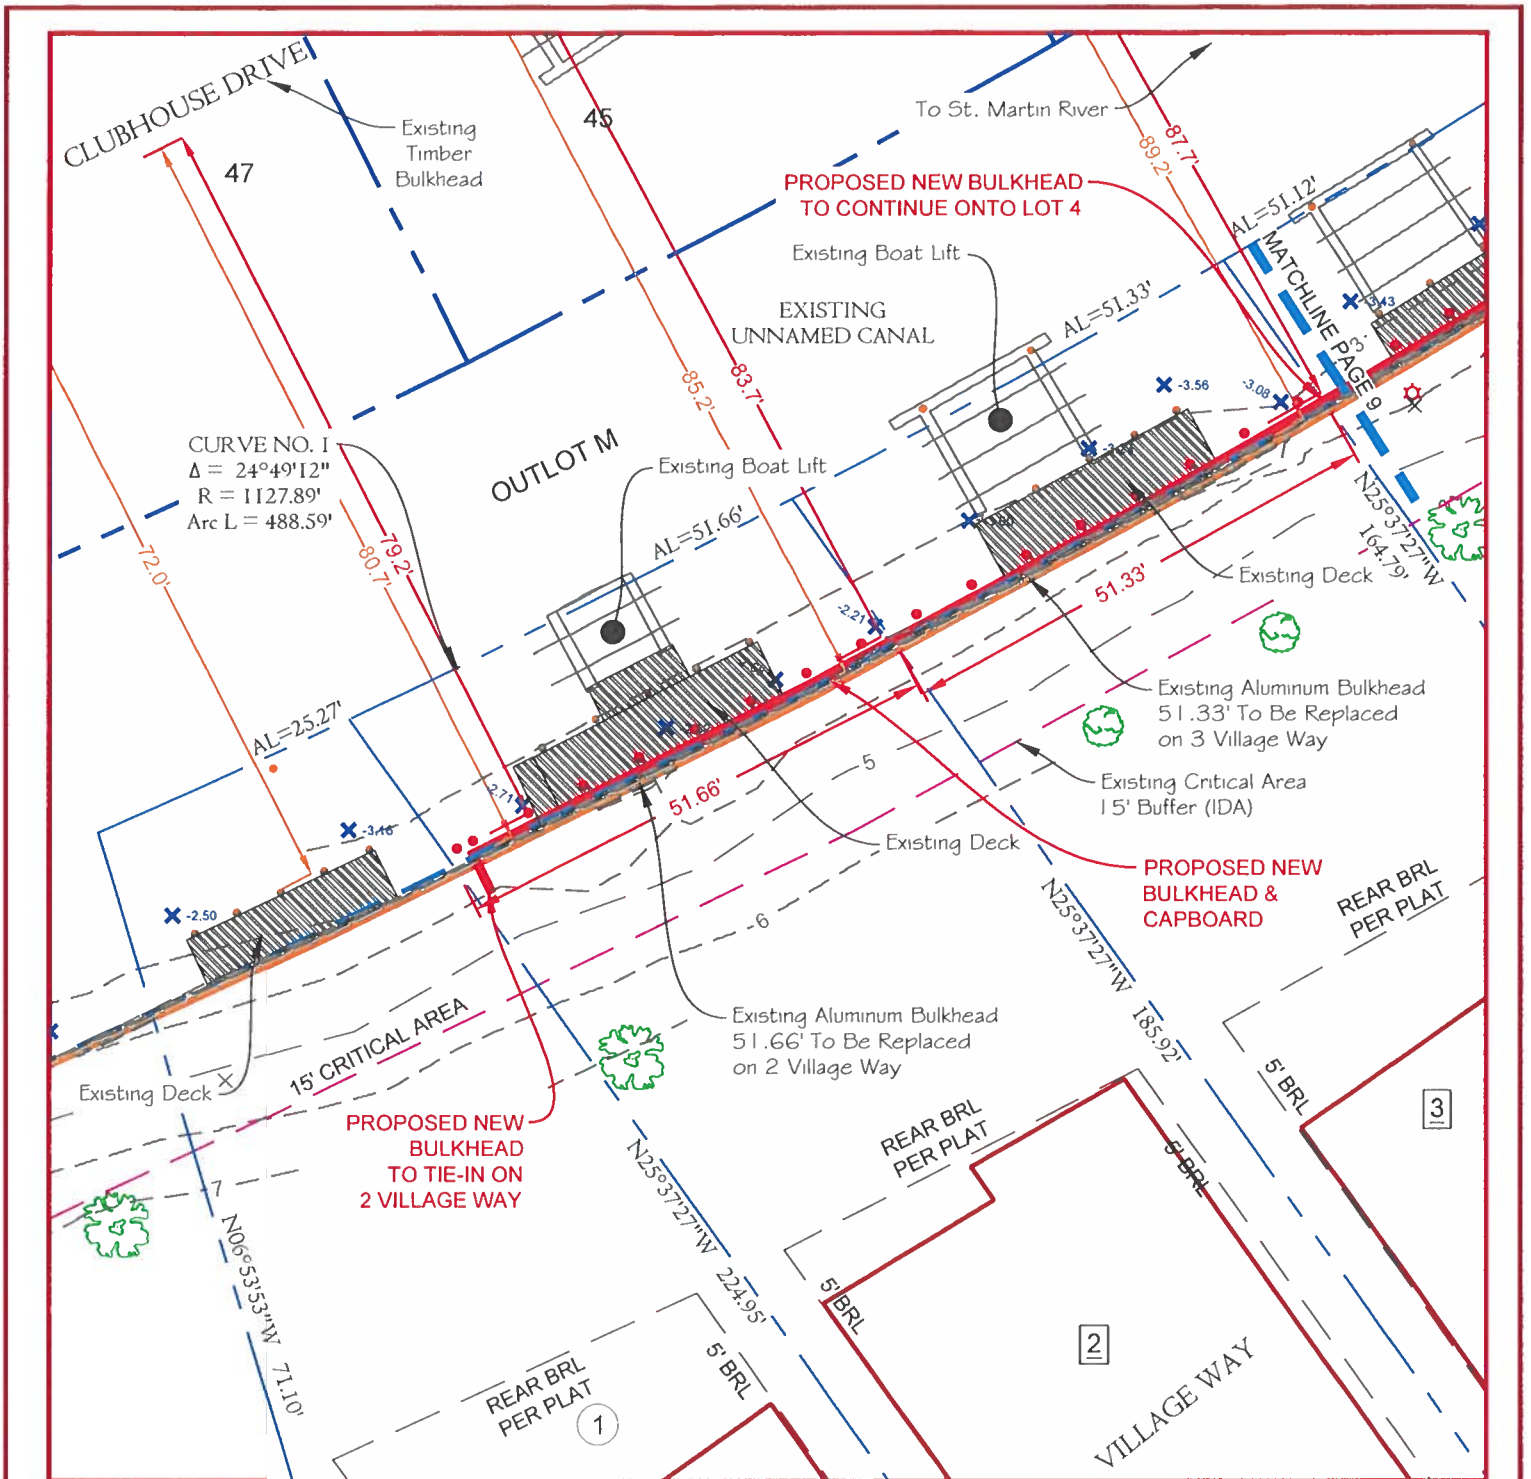 CLUBHOUSE DRIVE
47
Existing
Timber
Bulkhead
45
To St. Martin River
87.7'
89.2'
PROPOSED NEW BULKHEAD
TO CONTINUE ONTO LOT 4
AL=51.12'
MATCHLINE PAGE 9
Existing Boat Lift
EXISTING
UNNAMED CANAL
AL=51.33'
83.7'
85.2'
-3.56
-3.08
CURVE NO. 1
Δ = 24°49'12"
R = 1127.89'
Arc L = 488.59'
OUTLOT M
Existing Boat Lift
AL=51.66'
72.0'
79.2'
80.7'
N25°37'27"W
164.79'
Existing Deck
51.33'
-2.21
Existing Aluminum Bulkhead
51.33' To Be Replaced
on 3 Village Way
AL=25.27'
-2.71
51.66'
5
Existing Critical Area
15' Buffer (IDA)
-3.16
Existing Deck
PROPOSED NEW
BULKHEAD &
CAPBOARD
REAR BRL
PER PLAT
-2.50
6
N25°37'27"W
185.92'
15' CRITICAL AREA
Existing Aluminum Bulkhead
51.66' To Be Replaced
on 2 Village Way
Existing Deck
PROPOSED NEW
BULKHEAD
TO TIE-IN ON
2 VILLAGE WAY
REAR BRL
PER PLAT
5' BRL
3
5' BRL
7
N25°37'27"W
224.95'
N06°53'53"W
71.10'
5' BRL
5' BRL
REAR BRL
PER PLAT
1
2
VILLAGE WAY